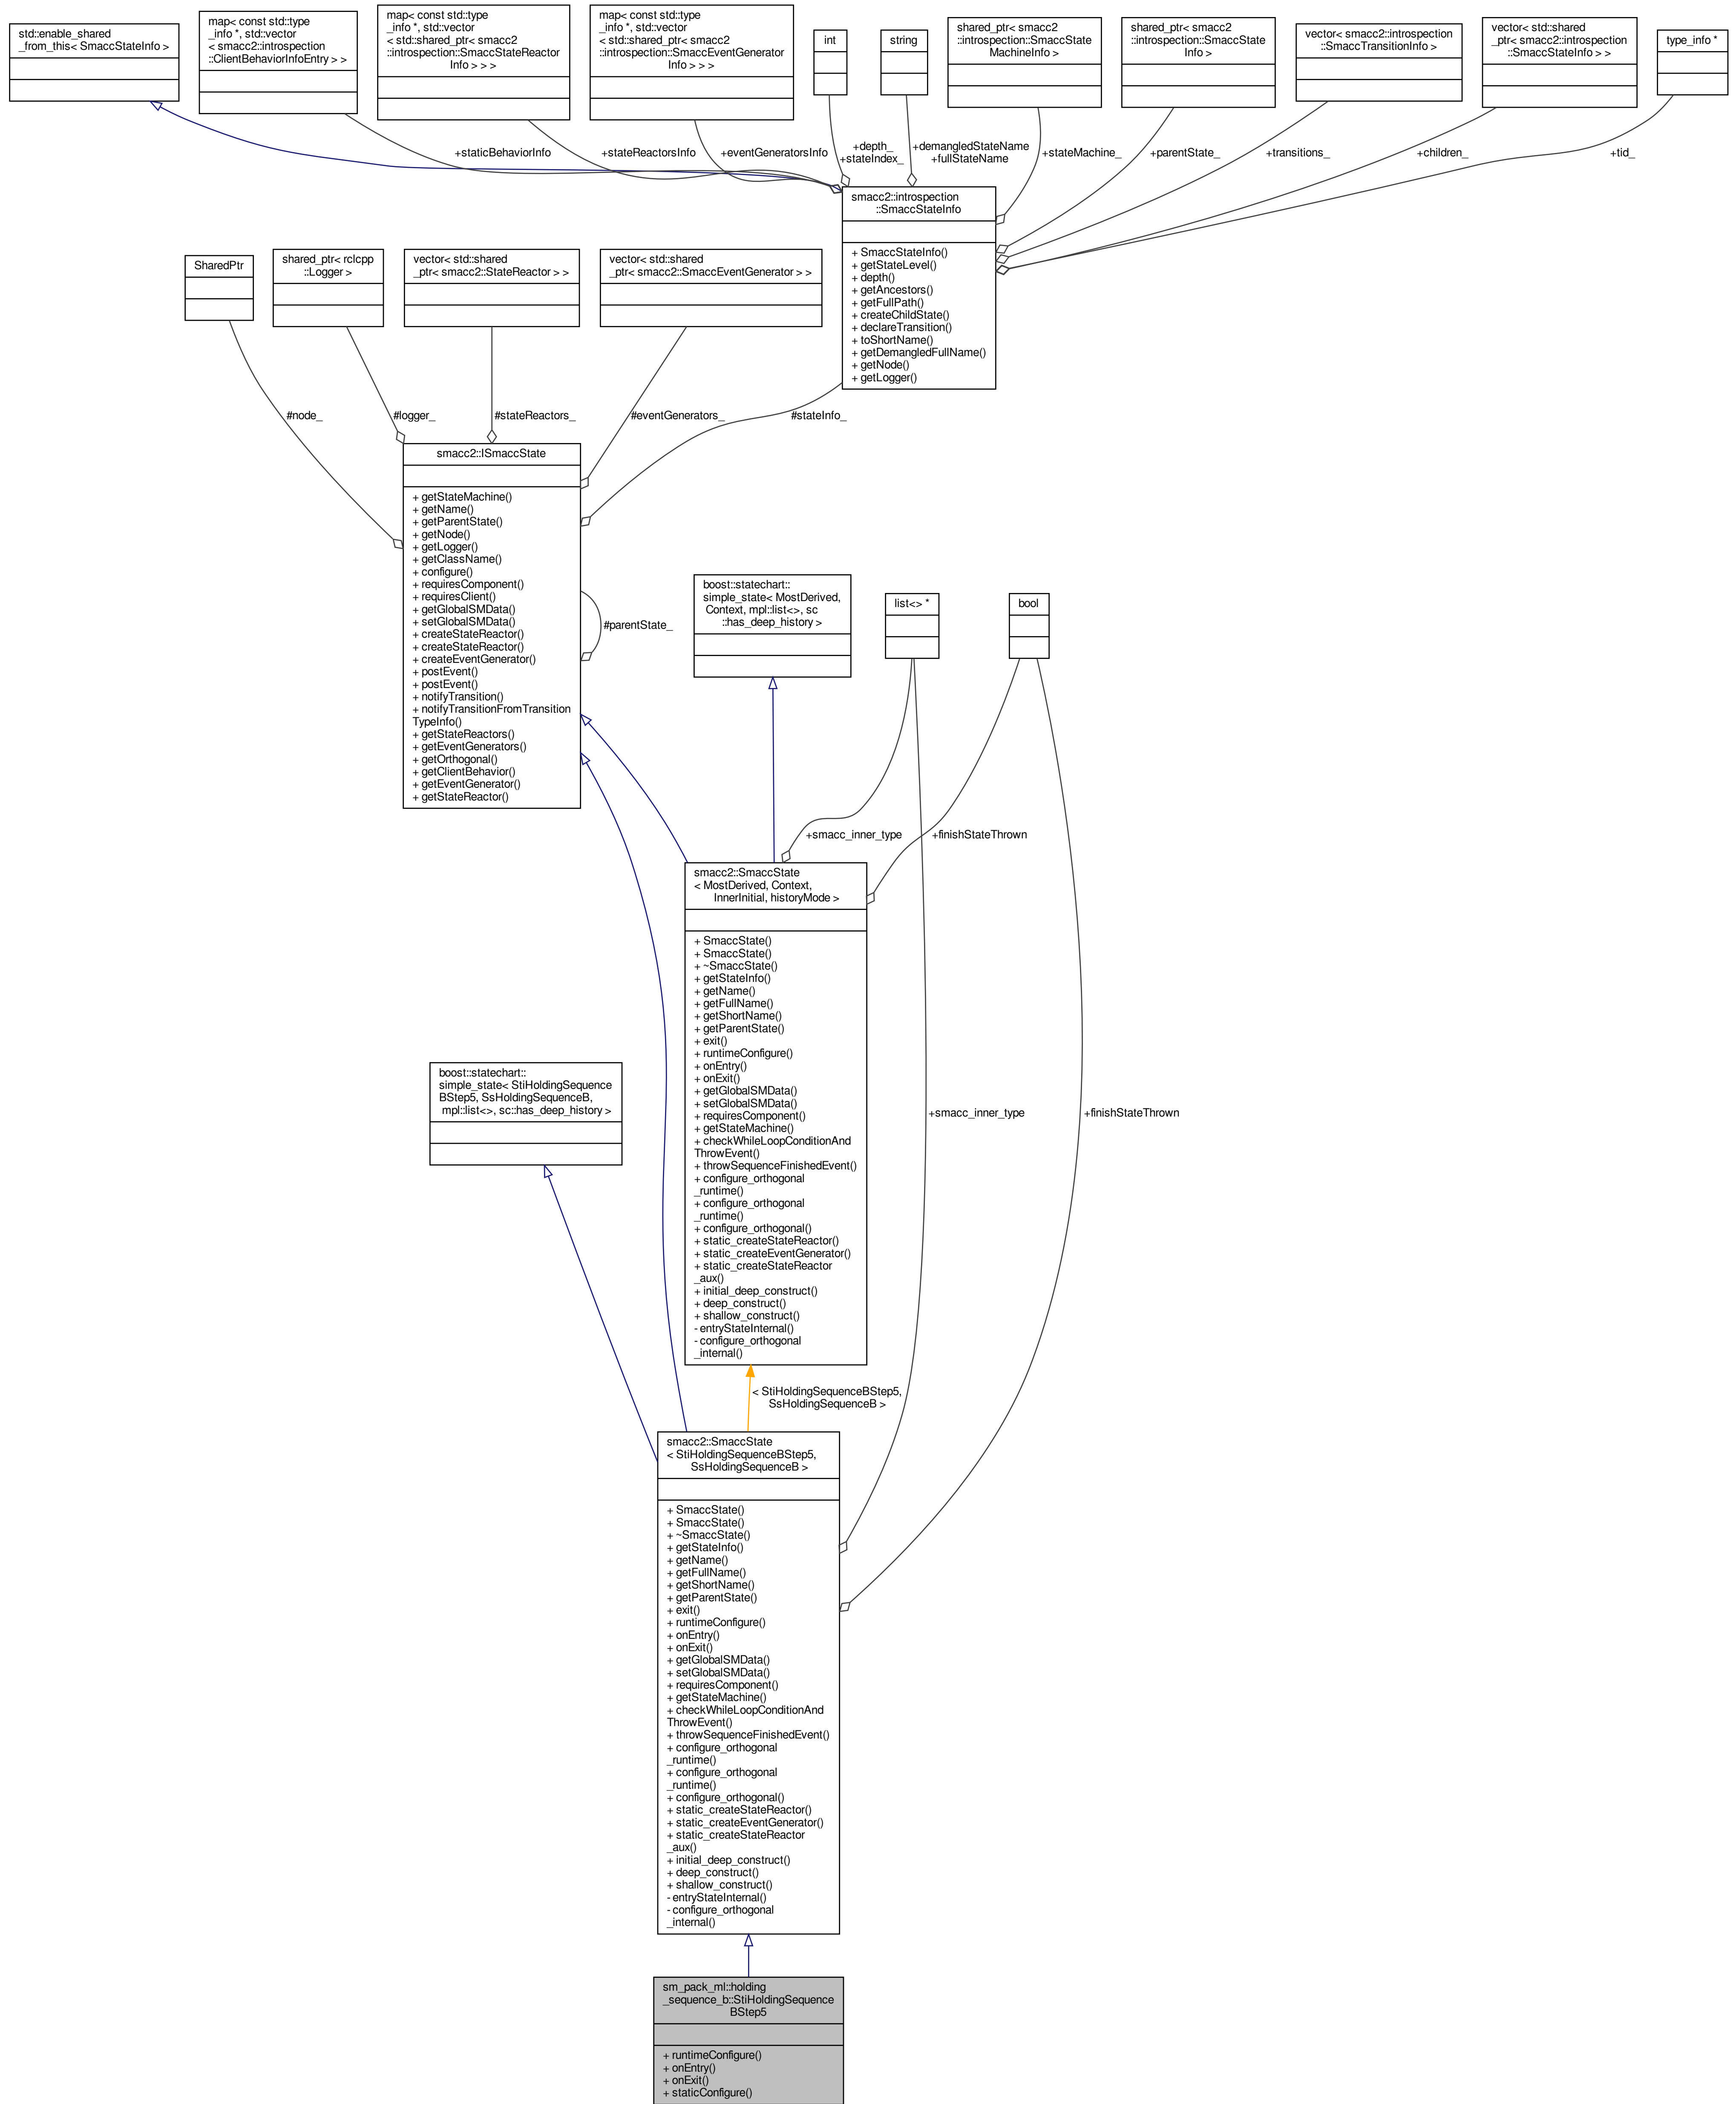 std::enable_shared
_from_this< SmaccStateInfo >
map< const std::type
_info *, std::vector
< smacc2::introspection
::ClientBehaviorInfoEntry > >
map< const std::type
_info *, std::vector
< std::shared_ptr< smacc2
::introspection::SmaccStateReactor
Info > > >
map< const std::type
_info *, std::vector
< std::shared_ptr< smacc2
::introspection::SmaccEventGenerator
Info > > >
int
string
shared_ptr< smacc2
::introspection::SmaccState
MachineInfo >
shared_ptr< smacc2
::introspection::SmaccState
Info >
vector< smacc2::introspection
::SmaccTransitionInfo >
vector< std::shared
_ptr< smacc2::introspection
::SmaccStateInfo > >
type_info *
+staticBehaviorInfo
+stateReactorsInfo
+eventGeneratorsInfo
+depth_
+stateIndex_
+demangledStateName
+fullStateName
+stateMachine_
+parentState_
+transitions_
+children_
+tid_
smacc2::introspection
::SmaccStateInfo
+ SmaccStateInfo()
+ getStateLevel()
+ depth()
+ getAncestors()
+ getFullPath()
+ createChildState()
+ declareTransition()
+ toShortName()
+ getDemangledFullName()
+ getNode()
+ getLogger()
SharedPtr
shared_ptr< rclcpp
::Logger >
vector< std::shared
_ptr< smacc2::StateReactor > >
vector< std::shared
_ptr< smacc2::SmaccEventGenerator > >
#node_
#logger_
#stateReactors_
#eventGenerators_
#stateInfo_
smacc2::ISmaccState
+ getStateMachine()
+ getName()
+ getParentState()
+ getNode()
+ getLogger()
+ getClassName()
+ configure()
+ requiresComponent()
+ requiresClient()
+ getGlobalSMData()
+ setGlobalSMData()
+ createStateReactor()
+ createStateReactor()
+ createEventGenerator()
+ postEvent()
+ postEvent()
+ notifyTransition()
+ notifyTransitionFromTransition
TypeInfo()
+ getStateReactors()
+ getEventGenerators()
+ getOrthogonal()
+ getClientBehavior()
+ getEventGenerator()
+ getStateReactor()
#parentState_
boost::statechart::
simple_state< MostDerived,
Context, mpl::list<>, sc
::has_deep_history >
list<> *
bool
+smacc_inner_type
+finishStateThrown
smacc2::SmaccState
< MostDerived, Context,
InnerInitial, historyMode >
+ SmaccState()
+ SmaccState()
+ ~SmaccState()
+ getStateInfo()
+ getName()
+ getFullName()
+ getShortName()
+ getParentState()
+ exit()
+ runtimeConfigure()
+ onEntry()
+ onExit()
+ getGlobalSMData()
+ setGlobalSMData()
+ requiresComponent()
+ getStateMachine()
+ checkWhileLoopConditionAnd
ThrowEvent()
+ throwSequenceFinishedEvent()
+ configure_orthogonal
_runtime()
+ configure_orthogonal
_runtime()
+ configure_orthogonal()
+ static_createStateReactor()
+ static_createEventGenerator()
+ static_createStateReactor
_aux()
+ initial_deep_construct()
+ deep_construct()
+ shallow_construct()
- entryStateInternal()
- configure_orthogonal
_internal()
boost::statechart::
simple_state< StiHoldingSequence
BStep5, SsHoldingSequenceB,
mpl::list<>, sc::has_deep_history >
+smacc_inner_type
+finishStateThrown
< StiHoldingSequenceBStep5,
SsHoldingSequenceB >
smacc2::SmaccState
< StiHoldingSequenceBStep5,
SsHoldingSequenceB >
+ SmaccState()
+ SmaccState()
+ ~SmaccState()
+ getStateInfo()
+ getName()
+ getFullName()
+ getShortName()
+ getParentState()
+ exit()
+ runtimeConfigure()
+ onEntry()
+ onExit()
+ getGlobalSMData()
+ setGlobalSMData()
+ requiresComponent()
+ getStateMachine()
+ checkWhileLoopConditionAnd
ThrowEvent()
+ throwSequenceFinishedEvent()
+ configure_orthogonal
_runtime()
+ configure_orthogonal
_runtime()
+ configure_orthogonal()
+ static_createStateReactor()
+ static_createEventGenerator()
+ static_createStateReactor
_aux()
+ initial_deep_construct()
+ deep_construct()
+ shallow_construct()
- entryStateInternal()
- configure_orthogonal
_internal()
sm_pack_ml::holding
_sequence_b::StiHoldingSequence
BStep5
+ runtimeConfigure()
+ onEntry()
+ onExit()
+ staticConfigure()